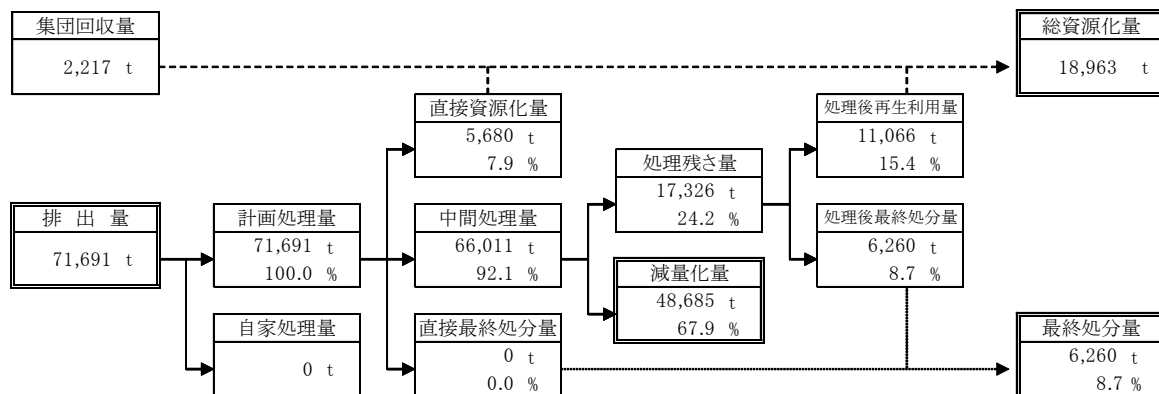 集団回収量
2,217 t
総資源化量
18,963 t
直接資源化量
5,680 t
7.9 %
処理後再生利用量
11,066 t
15.4 %
処理残さ量
17,326 t
24.2 %
排 出 量
71,691 t
計画処理量
71,691 t
100.0 %
中間処理量
66,011 t
92.1 %
処理後最終処分量
6,260 t
8.7 %
減量化量
48,685 t
67.9 %
自家処理量
0 t
直接最終処分量
0 t
0.0 %
最終処分量
6,260 t
8.7 %